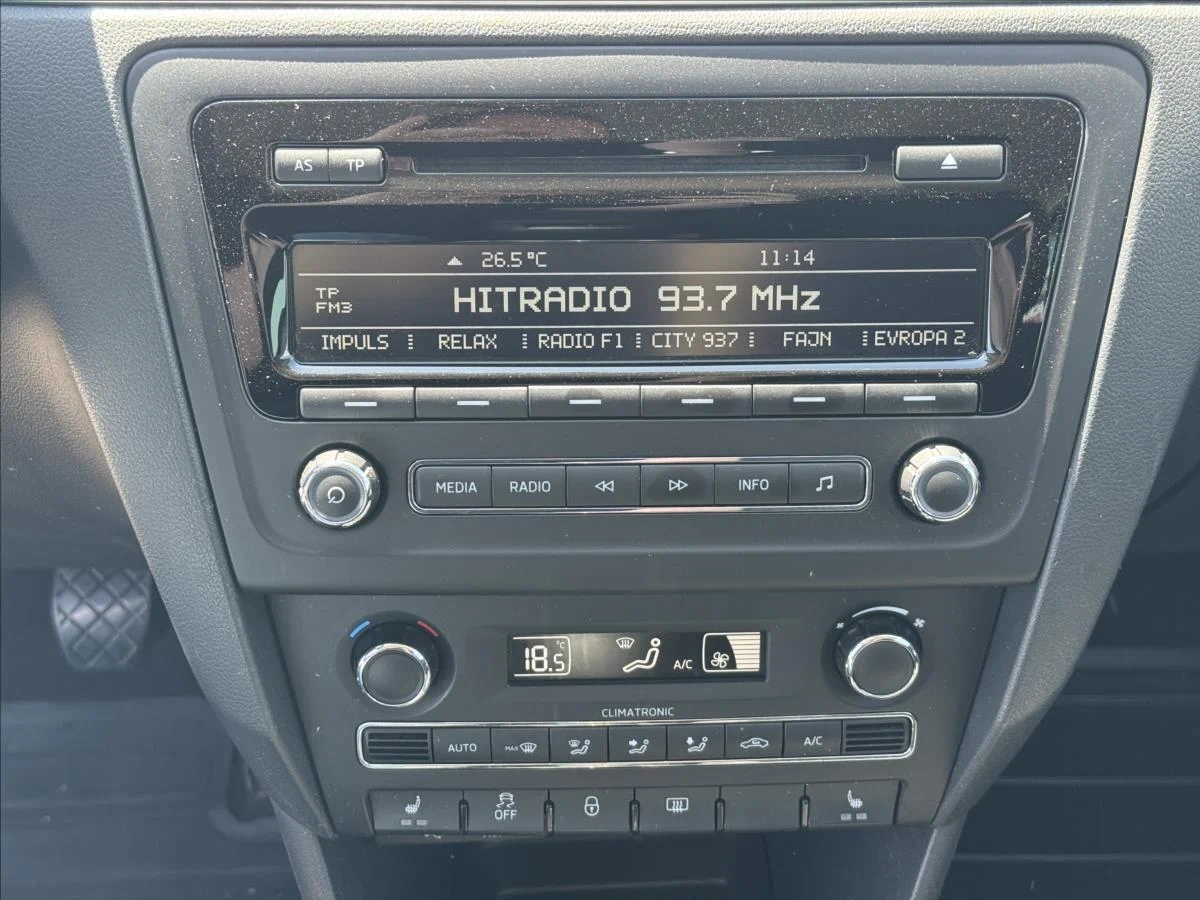 AS TP
26.5°C 11:14
TP
FM3
HITRADIO 93.7 MHz
IMPULS RELAX RADIO F1 CITY 937 FAJN EVROPA 2
MEDIA RADIO INFO
18.5 °C A/C
CLIMATRONIC
AUTO MAX A/C
OFF